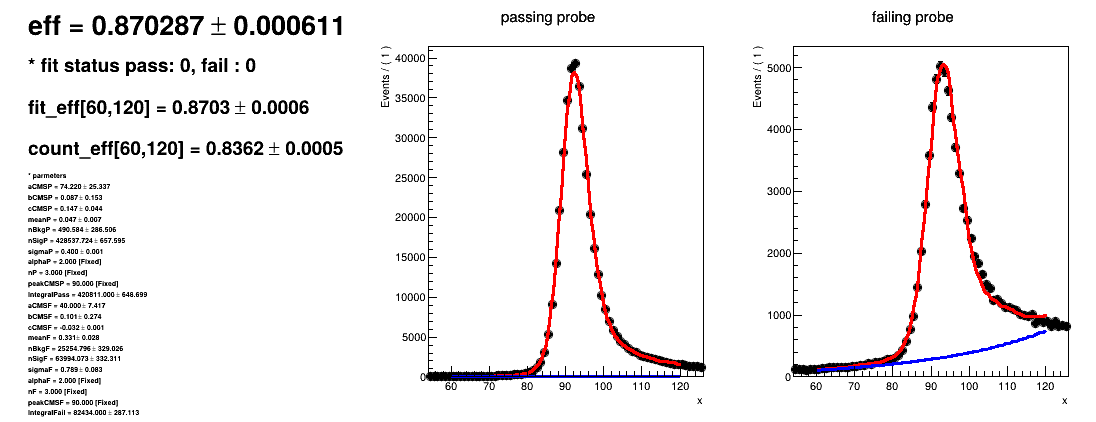 eff = 0.870287 ± 0.000611
* fit status pass: 0, fail : 0
fit_eff[60,120] = 0.8703 ± 0.0006
count_eff[60,120] = 0.8362 ± 0.0005
* parmeters
aCMSP = 74.220 ± 25.337
bCMSP = 0.087 ± 0.153
cCMSP = 0.147 ± 0.044
meanP = 0.047 ± 0.007
nBkgP = 490.584 ± 286.506
nSigP = 428537.724 ± 657.595
sigmaP = 0.400 ± 0.001
alphaP = 2.000 [Fixed]
nP = 3.000 [Fixed]
peakCMSP = 90.000 [Fixed]
integralPass = 420811.000 ± 648.699
aCMSF = 40.000 ± 7.417
bCMSF = 0.101 ± 0.274
cCMSF = -0.032 ± 0.001
meanF = 0.331 ± 0.028
nBkgF = 25254.796 ± 329.026
nSigF = 63994.073 ± 332.311
sigmaF = 0.789 ± 0.083
alphaF = 2.000 [Fixed]
nF = 3.000 [Fixed]
peakCMSF = 90.000 [Fixed]
integralFail = 82434.000 ± 287.113
passing probe
Events / ( 1 )
40000
35000
30000
25000
20000
15000
10000
5000
0
60 70 80 90 100 110 120
x
failing probe
Events / ( 1 )
5000
4000
3000
2000
1000
0
60 70 80 90 100 110 120
x